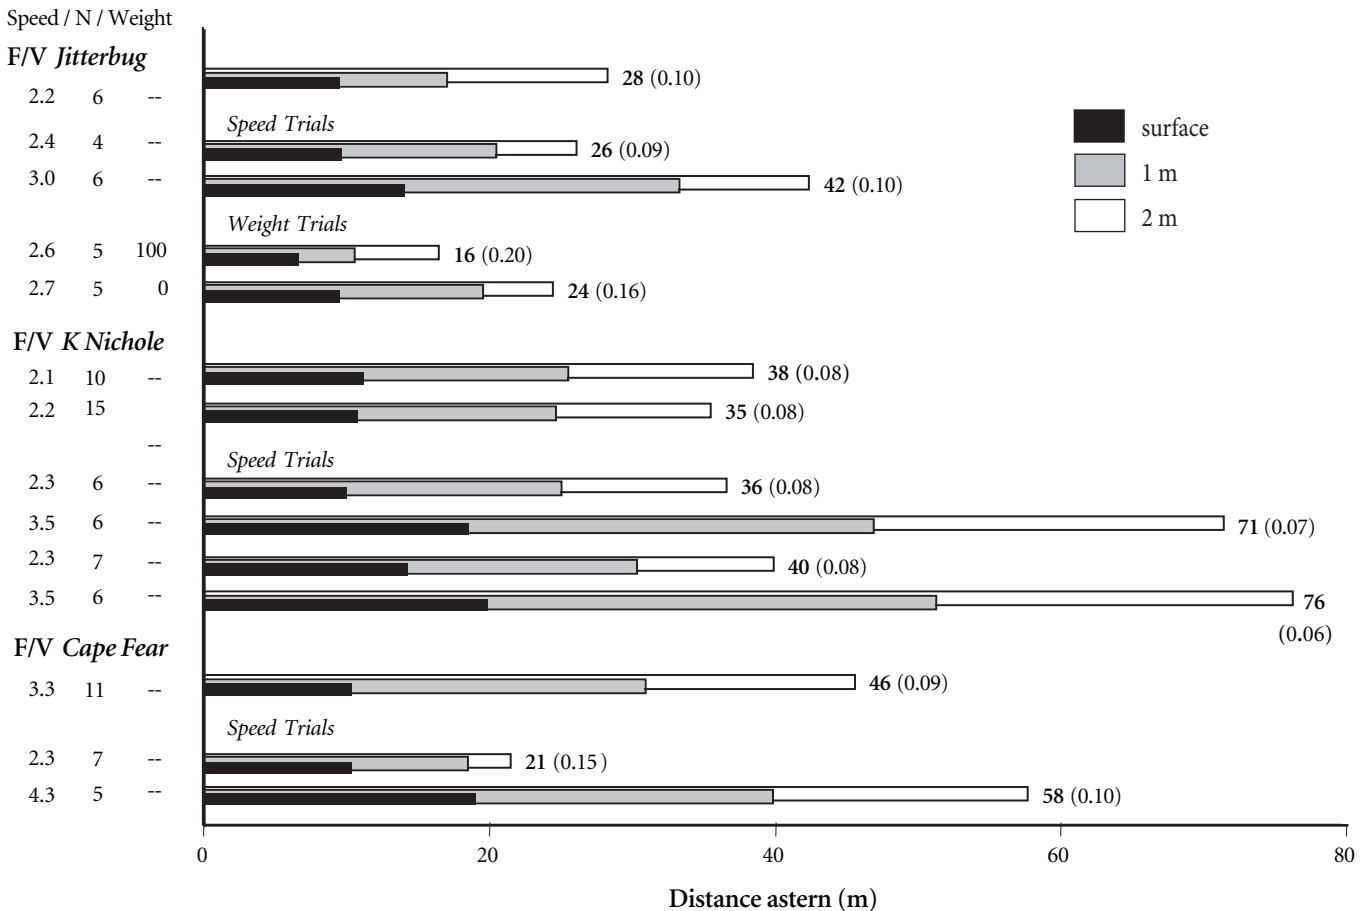 Speed / N / Weight
F/V Jitterbug
2.2 6 -- 28 (0.10)
Speed Trials
2.4 4 -- 26 (0.09)
3.0 6 -- 42 (0.10)
Weight Trials
2.6 5 100 16 (0.20)
2.7 5 0 24 (0.16)
F/V K Nichole
2.1 10 -- 38 (0.08)
2.2 15 35 (0.08)
--
Speed Trials
2.3 6 -- 36 (0.08)
3.5 6 -- 71 (0.07)
2.3 7 -- 40 (0.08)
3.5 6 -- 76
(0.06)
F/V Cape Fear
3.3 11 -- 46 (0.09)
Speed Trials
2.3 7 -- 21 (0.15)
4.3 5 -- 58 (0.10)
surface
1 m
2 m
0 20 40 60 80
Distance astern (m)